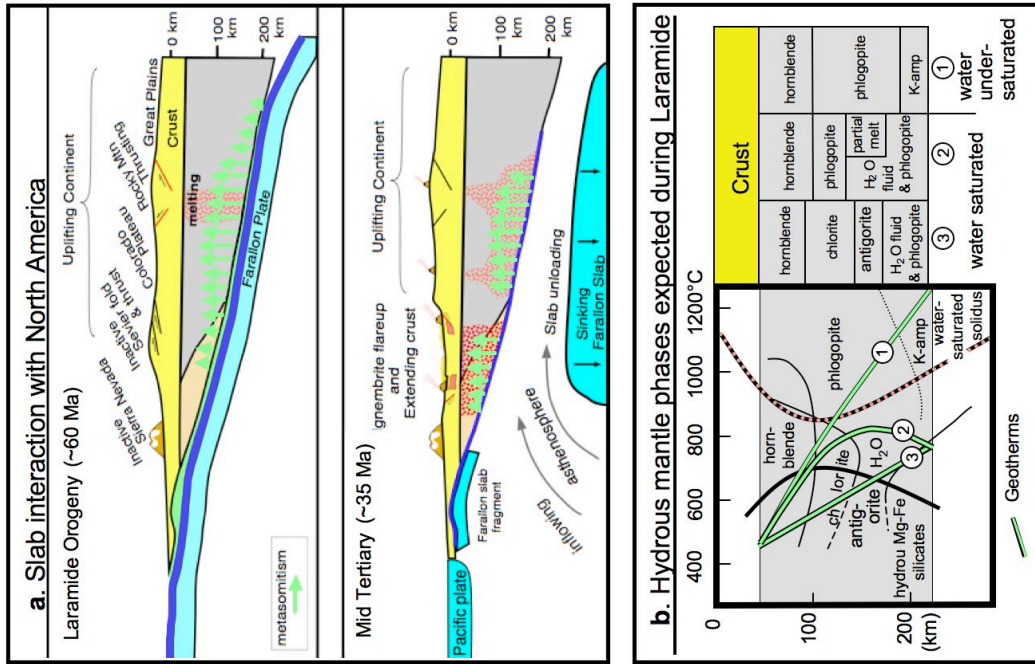 a. Slab interaction with North America
Laramide Orogeny (~60 Ma)
Uplifting Continent
Inactive
Sierra Nevada
Inactive
Sevier fold
& thrust
Colorado
Plateau
Rocky Mtn
Thrusting
Great Plains
Crust
melting
Farallon Plate
0 km
100
km
200
km
metasomitism
Mid Tertiary (~35 Ma)
Ignembrite flareup
and
Extending crust
Uplifting Continent
0 km
100
km
200
km
Pacific plate
Farallon slab
fragment
inflowing
asthenosphere
Slab unloading
Sinking
Farallon Slab
b. Hydrous mantle phases expected during Laramide
400
600
800
1000
1200°C
0
100
200
(km)
horn-
blende
phlogopite
chlorite
antig-
orite
H2O
hydrou Mg-Fe
silicates
K-amp
water-
saturated
solidus
1
2
3
Geotherms
Crust
hornblende
chlorite
antigorite
H2O fluid
& phlogopite
3
hornblende
phlogopite
partial
melt
H2O
fluid
& phlogopite
2
water saturated
hornblende
phlogopite
K-amp
1
water
under-
saturated